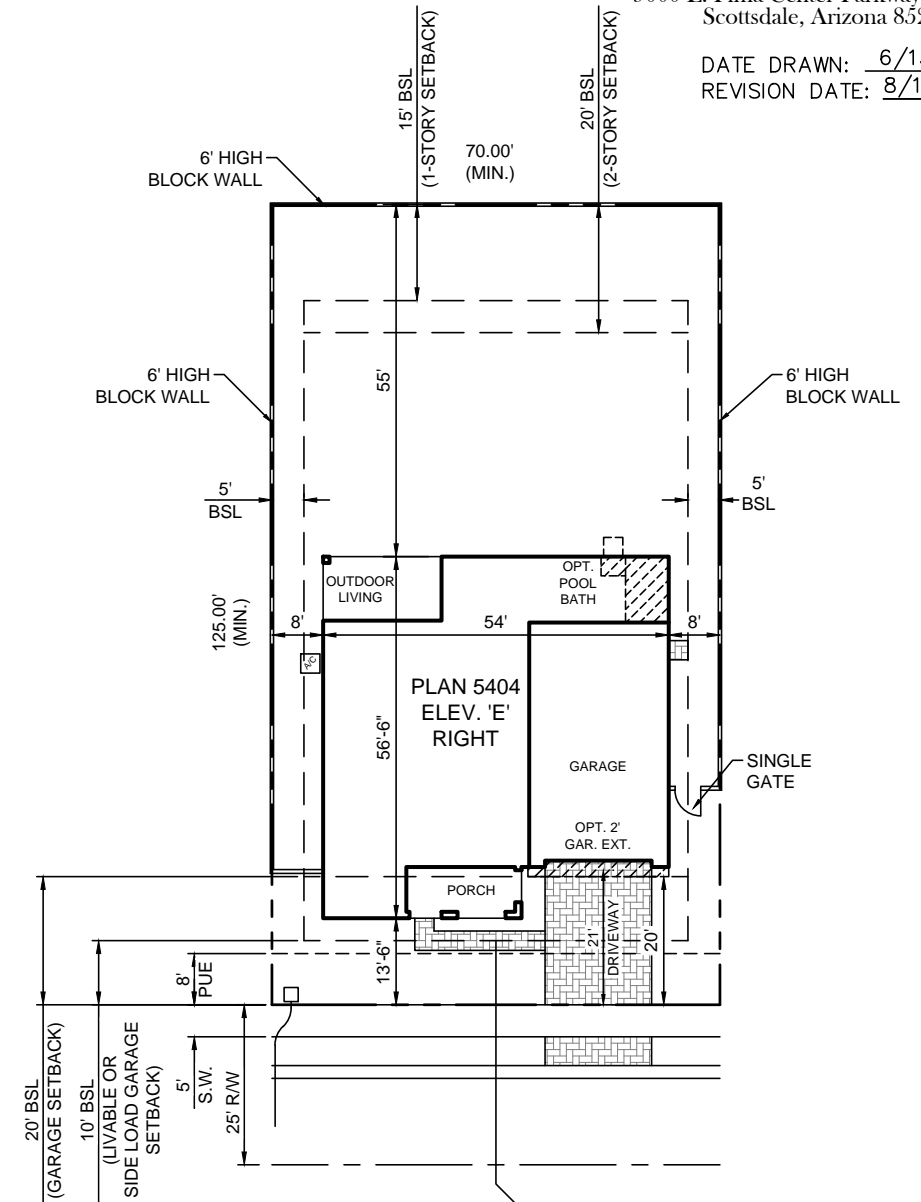 Scottsdale, Arizona
DATE DRAWN:
REVISION DATE:
15' BSL
(1-STORY SETBACK)
20' BSL
(2-STORY SETBACK)
70.00'
(MIN.)
6' HIGH
BLOCK WALL
6' HIGH
BLOCK WALL
6' HIGH
BLOCK WALL
55'
5'
BSL
5'
BSL
125.00'
(MIN.)
OUTDOOR
LIVING
OPT.
POOL
BATH
8'
54'
8'
A/C
PLAN 5404
ELEV. 'E'
RIGHT
56'-6"
GARAGE
SINGLE
GATE
OPT. 2'
GAR. EXT.
PORCH
13'-6"
21'
DRIVEWAY
20'
8'
PUE
20' BSL
(GARAGE SETBACK)
10' BSL
(LIVABLE OR
SIDE LOAD GARAGE
SETBACK)
5'
S.W.
25' R/W